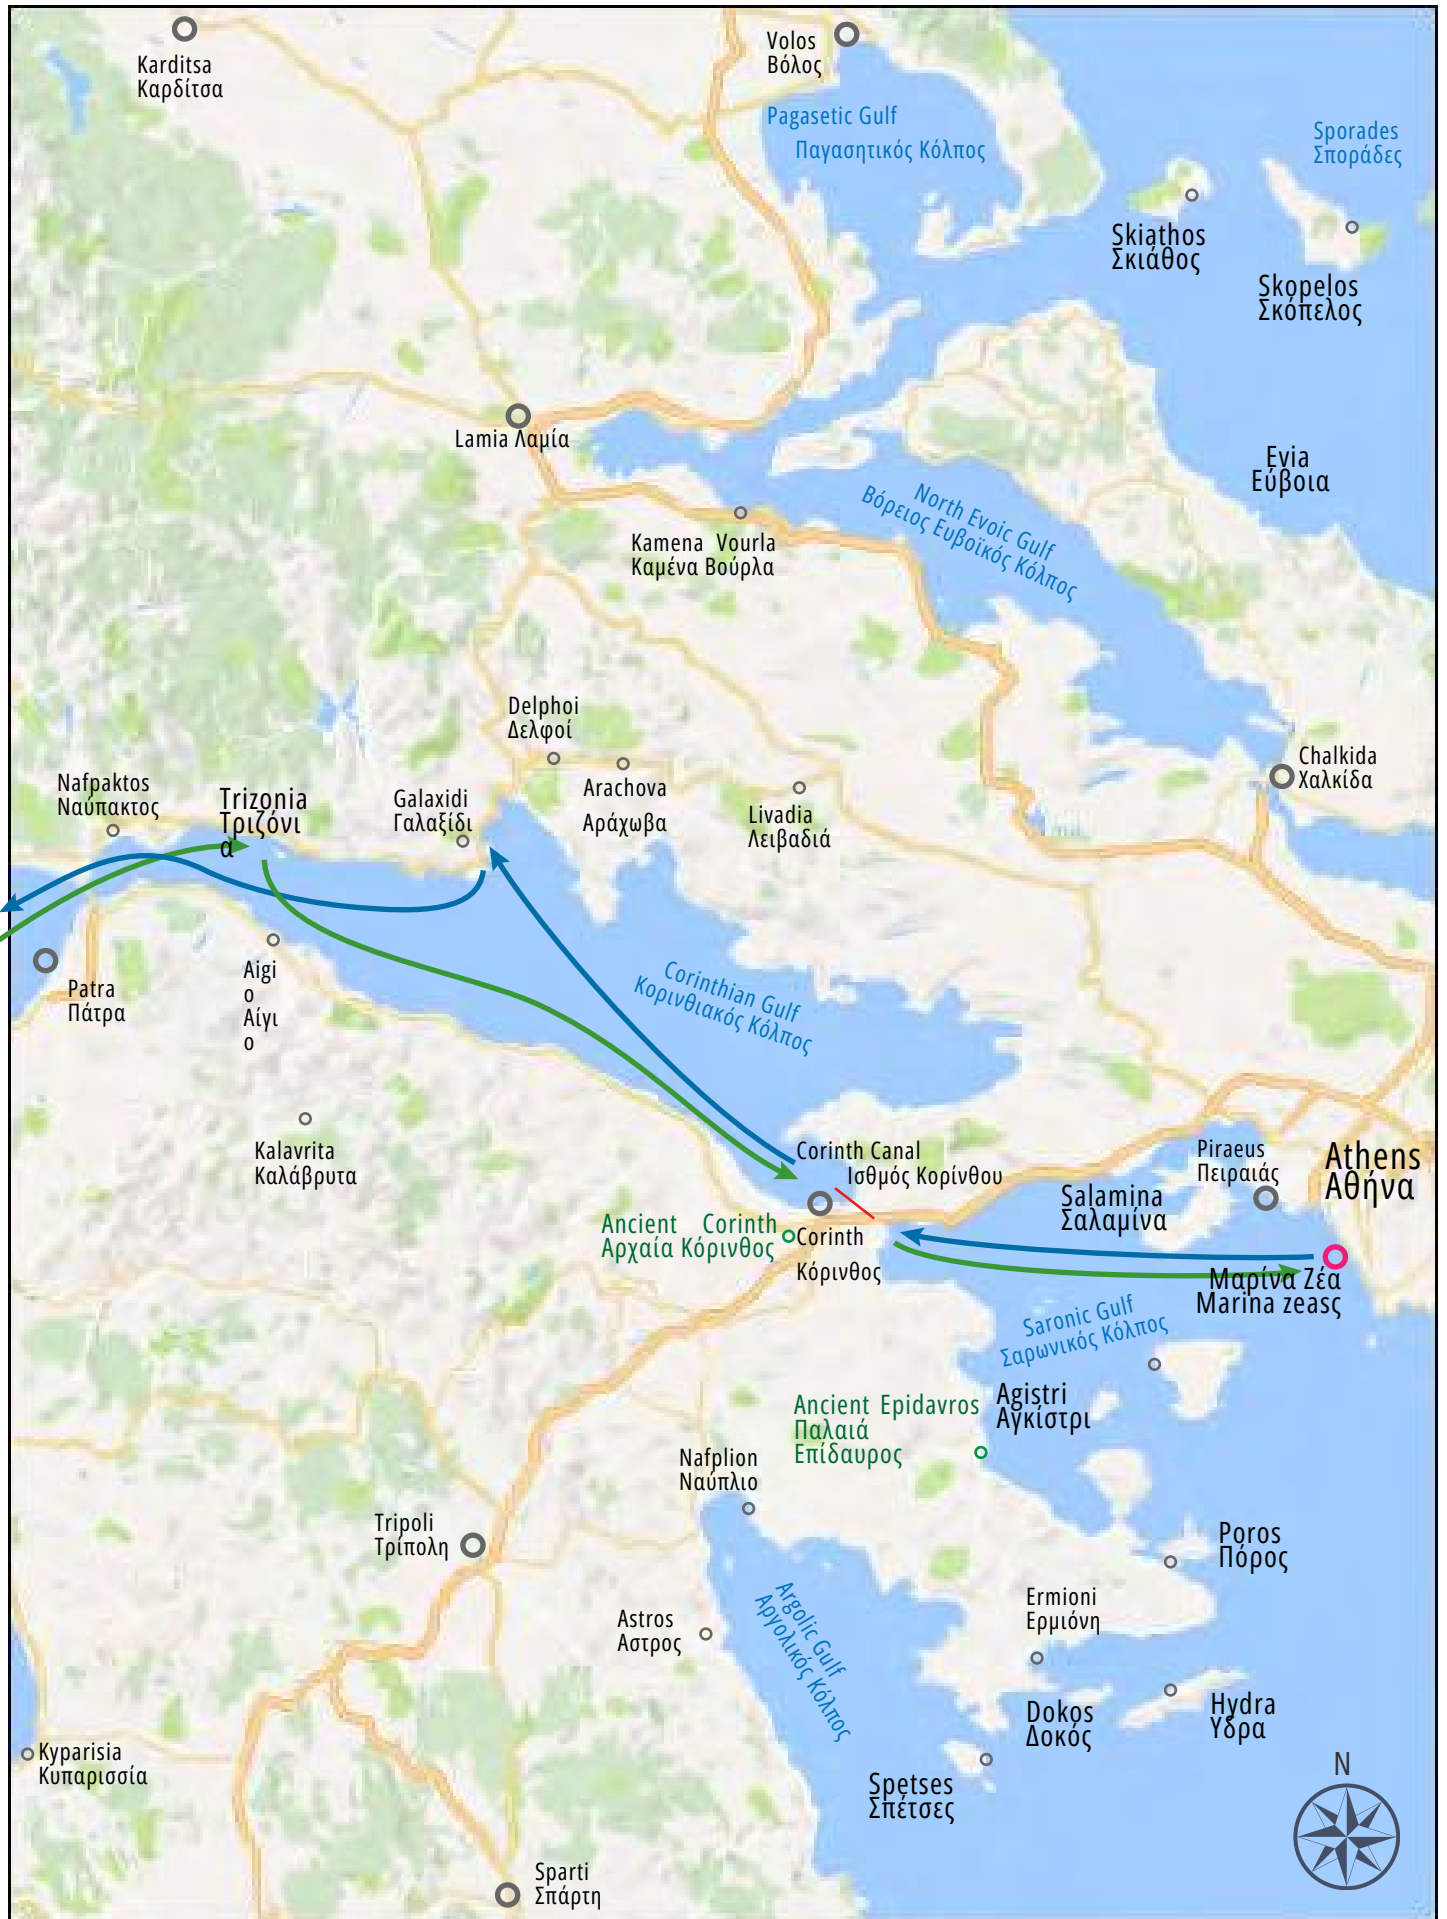 Karditsa
Καρδίτσα
Volos
Βόλος
Pagasetic Gulf
Παγασητικός Κόλπος
Sporades
Σποράδες
Skiathos
Σκιάθος
Skopelos
Σκόπελος
Lamia Λαμία
Evia
Εύβοια
North Evoic Gulf
Βόρειος Ευβοϊκός Κόλπος
Kamena Vourla
Καμένα Βούρλα
Delphoi
Δελφοί
Chalkida
Χαλκίδα
Nafpaktos
Ναύπακτος
Trizonia
Τριζόνι
α
Galaxidi
Γαλαξίδι
Arachova
Αράχωβα
Livadia
Λειβαδιά
Aigi
o
Αίγι
ο
Patra
Πάτρα
Corinthian Gulf
Κορινθιακός Κόλπος
Kalavrita
Καλάβρυτα
Corinth Canal
Ισθμός Κορίνθου
Piraeus
Πειραιάς
Athens
Αθήνα
Salamina
Σαλαμίνα
Ancient Corinth
Αρχαία Κόρινθος
Corinth
Κόρινθος
Μαρίνα Ζέα
Marina zeasς
Saronic Gulf
Σαρωνικός Κόλπος
Agistri
Αγκίστρι
Ancient Epidavros
Παλαιά
Επίδαυρος
Nafplion
Ναύπλιο
Tripoli
Τρίπολη
Poros
Πόρος
Ermioni
Ερμιόνη
Astros
Αστρος
Argolic Gulf
Αργολικός Κόλπος
Dokos
Δοκός
Hydra
Υδρα
Kyparisia
Κυπαρισσία
Spetses
Σπέτσες
N
Sparti
Σπάρτη